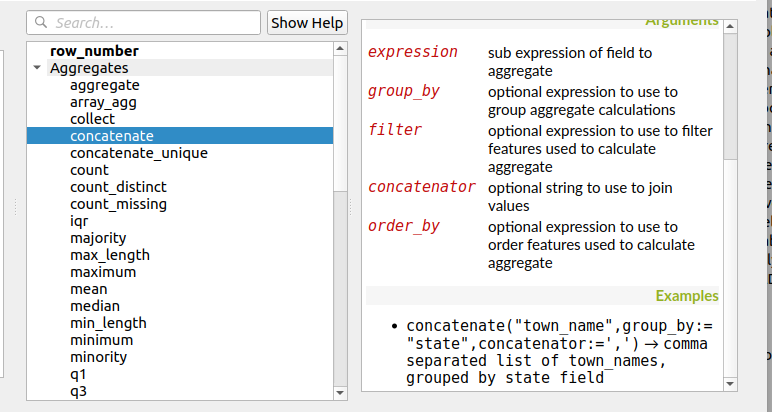 Search...
Show Help
row_number
Aggregates
aggregate
array_agg
collect
concatenate
concatenate_unique
count
count_distinct
count_missing
iqr
majority
max_length
maximum
mean
median
min_length
minimum
minority
q1
q3
Arguments
expression sub expression of field to
aggregate
group_by optional expression to use to
group aggregate calculations
filter optional expression to use to filter
features used to calculate
aggregate
concatenator optional string to use to join
values
order_by optional expression to use to
order features used to calculate
aggregate
Examples
• concatenate("town_name",group_by:=
"state",concatenator:=',') → comma
separated list of town_names,
grouped by state field